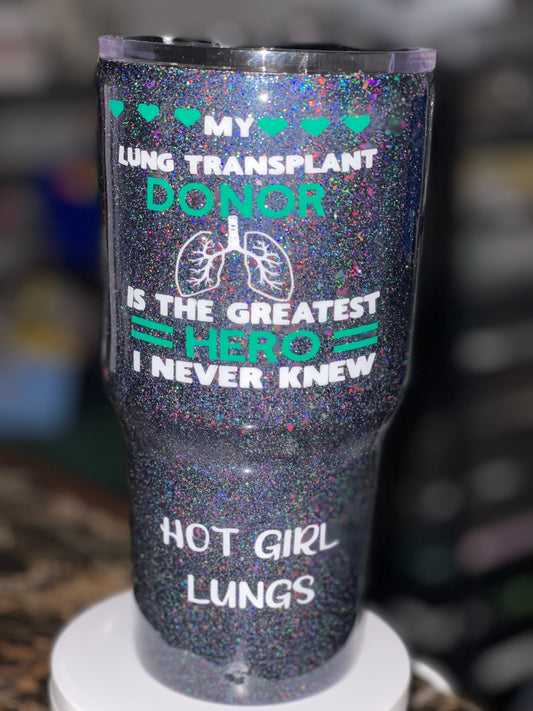 MY
LUNG TRANSPLANT
DONOR
IS THE GREATEST
HERO
I NEVER KNEW
HOT GIRL
LUNGS